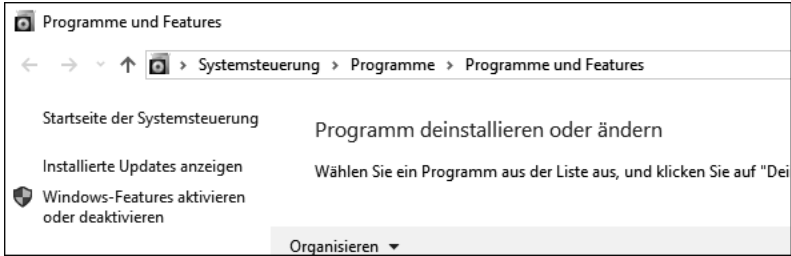 Programme und Features
Systemsteuerung > Programme > Programme und Features
Startseite der Systemsteuerung
Programm deinstallieren oder ändern
Installierte Updates anzeigen
Wählen Sie ein Programm aus der Liste aus, und klicken Sie auf "Dei
Windows-Features aktivieren
oder deaktivieren
Organisieren